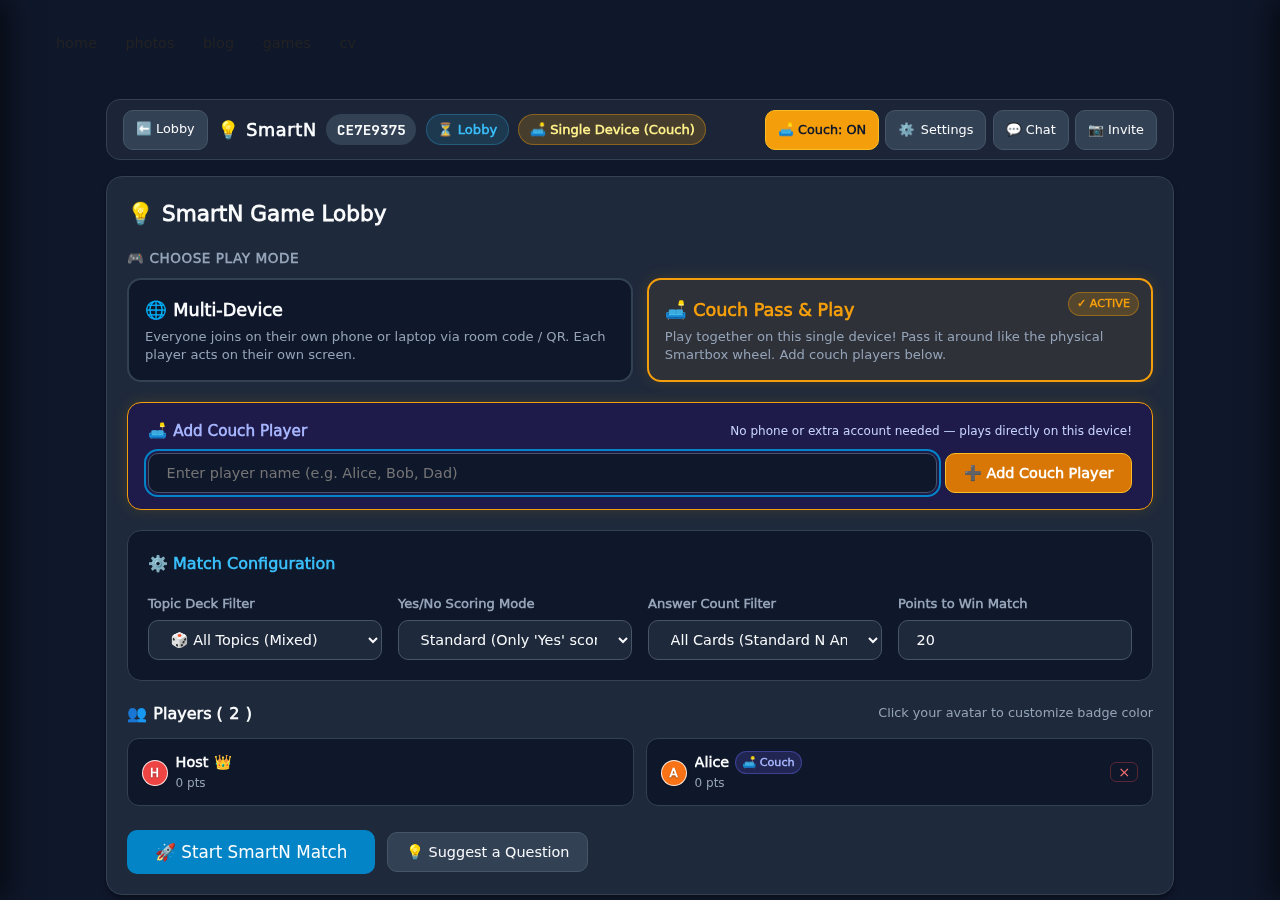 home photos blog games cv
⬅️ Lobby 💡 SmartN CE7E9375 ⏳ Lobby 🛋️ Single Device (Couch) 🛋️ Couch: ON ⚙️ Settings 💬 Chat 📷 Invite
💡 SmartN Game Lobby
🎮 CHOOSE PLAY MODE
🌐 Multi-Device
Everyone joins on their own phone or laptop via room code / QR. Each
player acts on their own screen.
🛋️ Couch Pass & Play ✓ ACTIVE
Play together on this single device! Pass it around like the physical
Smartbox wheel. Add couch players below.
🛋️ Add Couch Player No phone or extra account needed — plays directly on this device!
Enter player name (e.g. Alice, Bob, Dad) ➕ Add Couch Player
⚙️ Match Configuration
Topic Deck Filter Yes/No Scoring Mode Answer Count Filter Points to Win Match
🎲 All Topics (Mixed) Standard (Only 'Yes' scor All Cards (Standard N An 20
👥 Players ( 2 ) Click your avatar to customize badge color
H Host 👑
0 pts
A Alice 🛋️ Couch ✕
0 pts
🚀 Start SmartN Match 💡 Suggest a Question